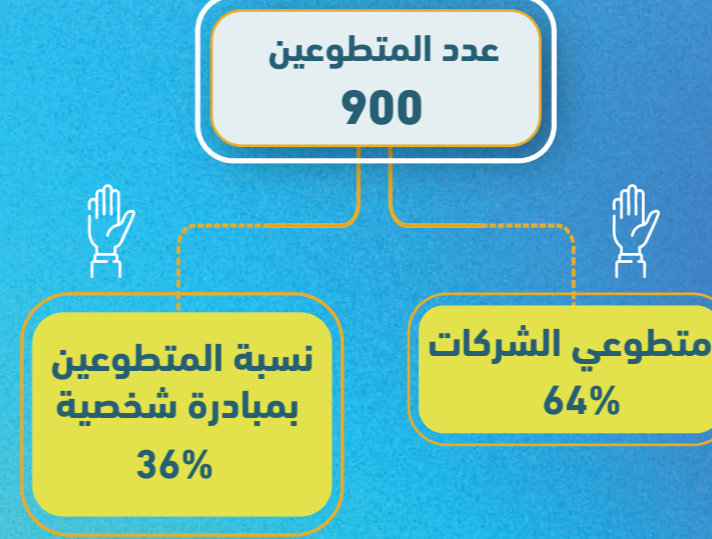 عدد المتطوعين
900
متطوعي الشركات
64%
نسبة المتطوعين
بمبادرة شخصية
36%